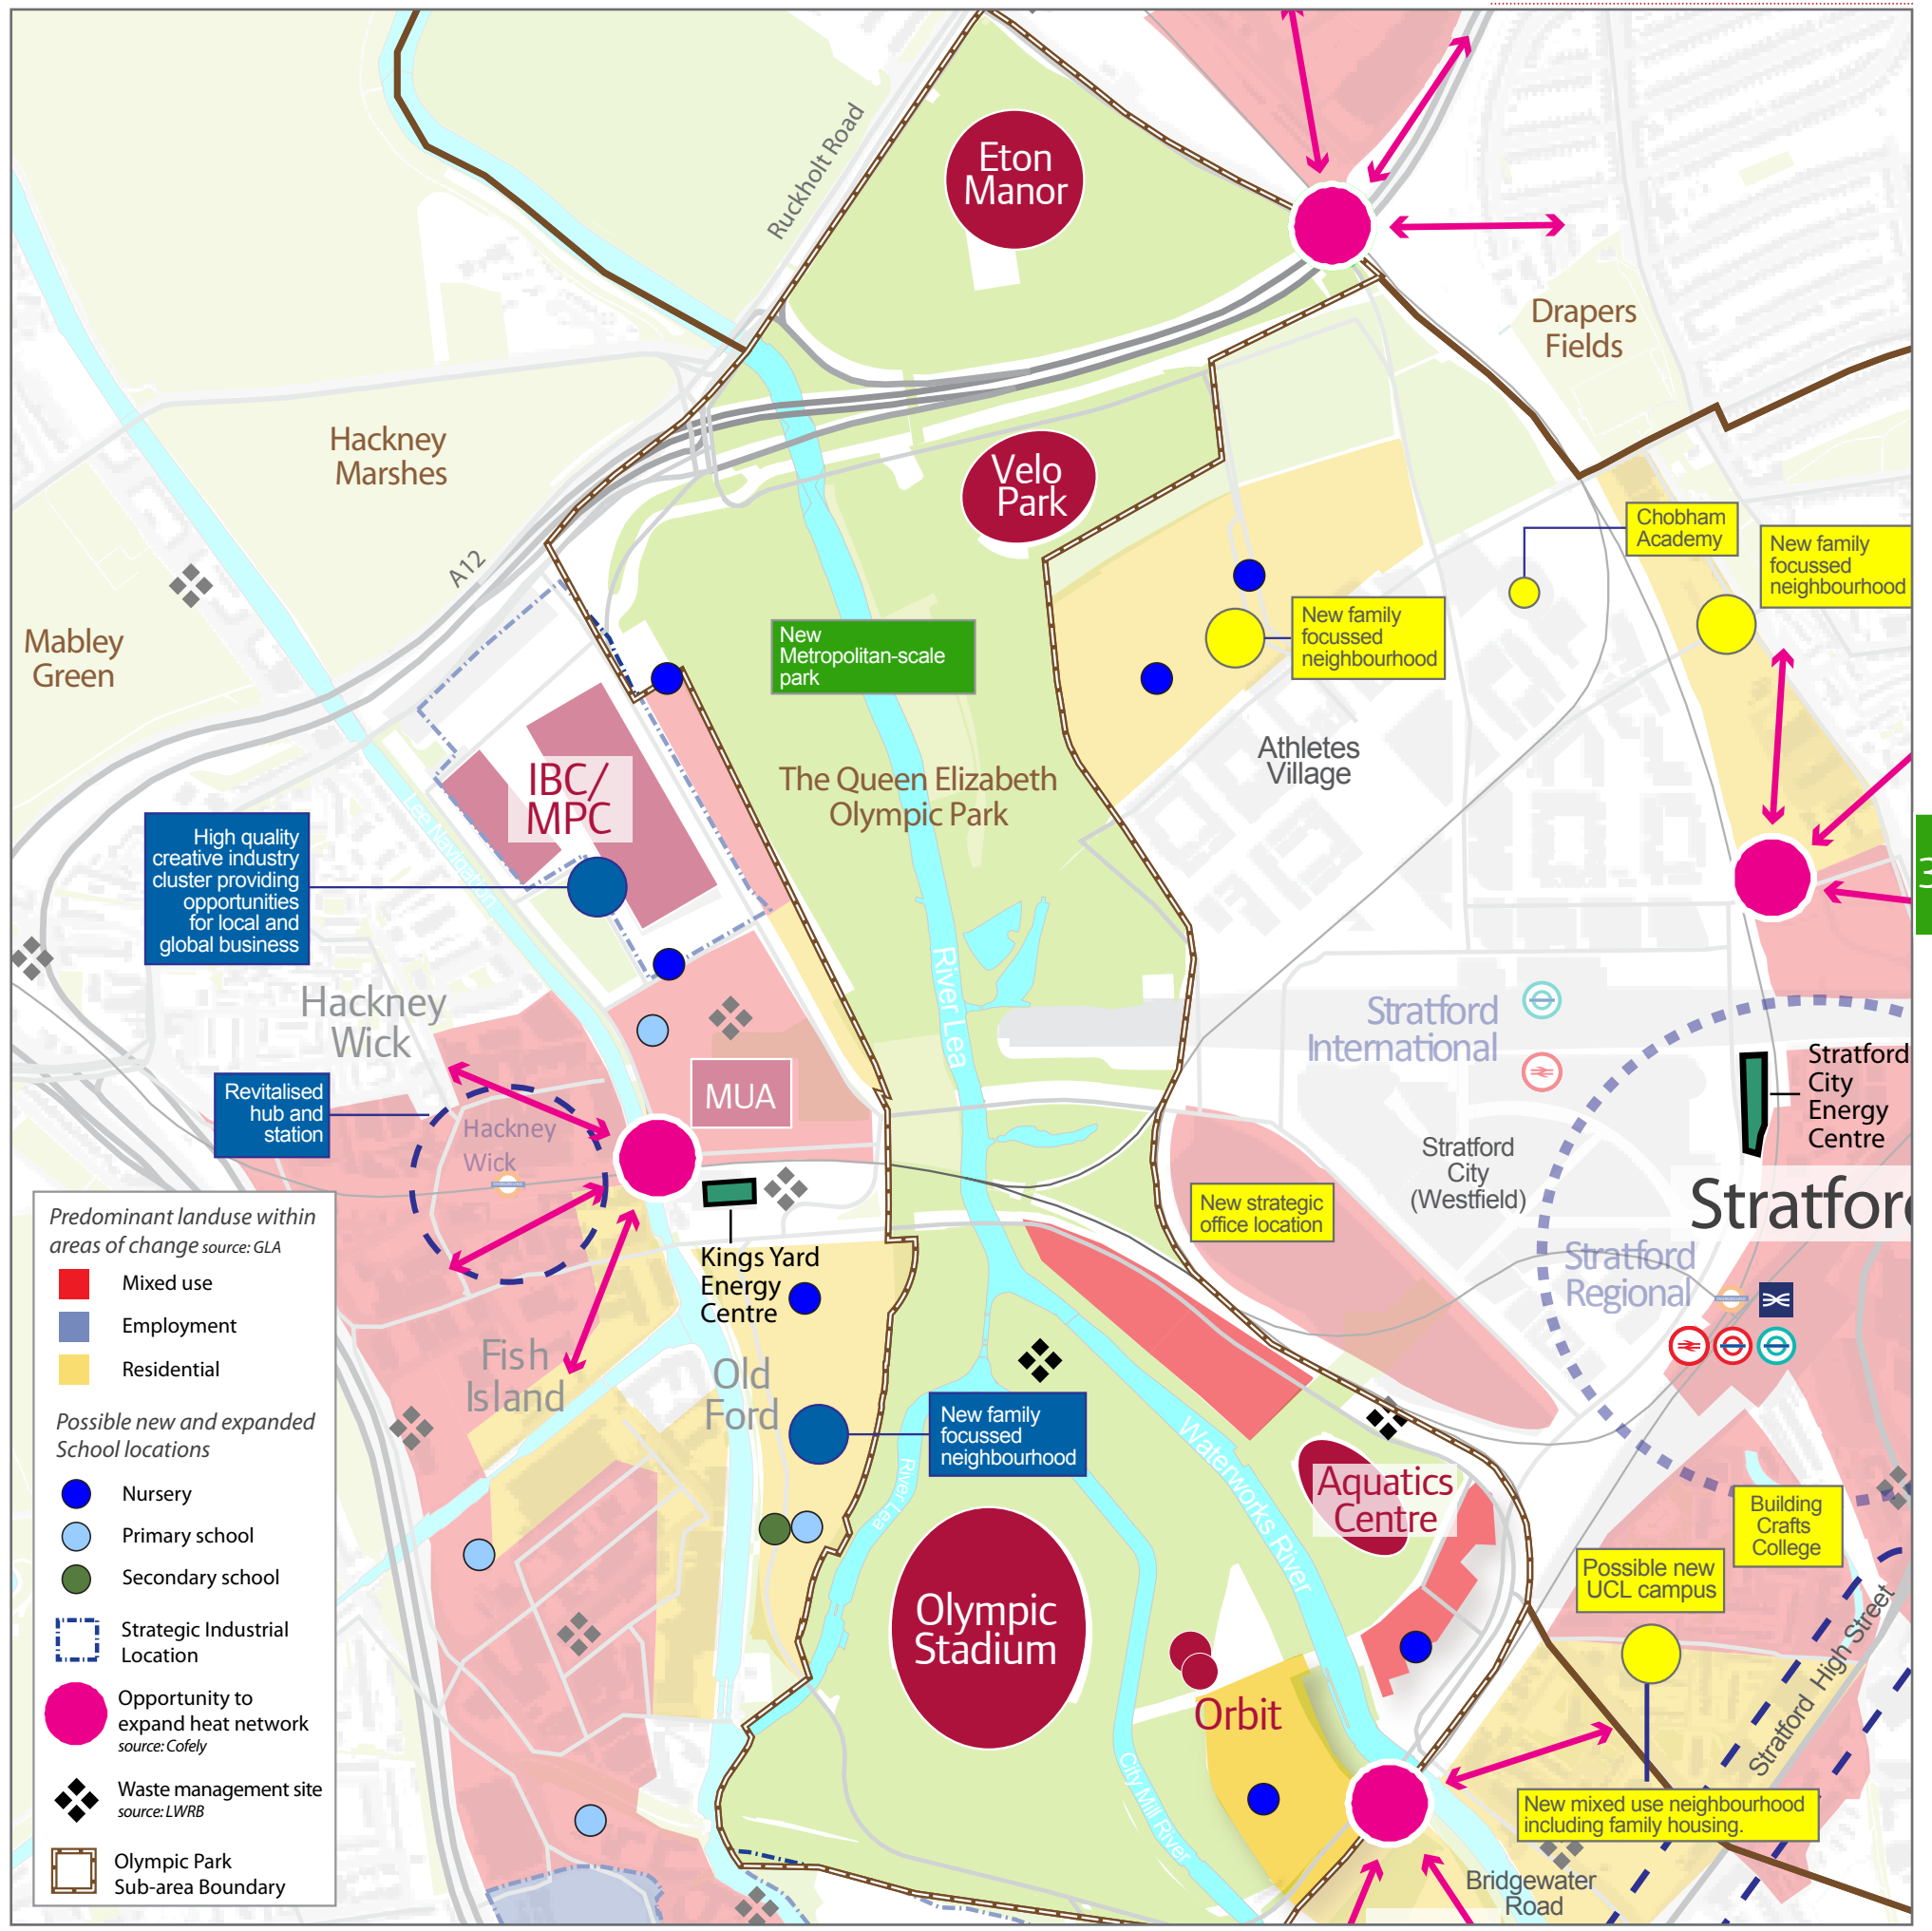 Ruckholt Road
Eton
Manor
Drapers
Fields
Hackney
Marshes
Velo
Park
A12
Chobham
Academy
New family
focussed
neighbourhood
Mabley
Green
New
Metropolitan-scale
park
New family
focussed
neighbourhood
Athletes
Village
The Queen Elizabeth
Olympic Park
IBC/
MPC
Lee Navigation
High quality
creative industry
cluster providing
opportunities
for local and
global business
3
River Lea
Hackney
Wick
Stratford
International
Stratford
City
Energy
Centre
MUA
Revitalised
hub and
station
Hackney
Wick
Stratford
City
(Westfield)
New strategic
office location
Stratford
Stratford
Regional
Kings Yard
Energy
Centre
Fish
Island
Old
Ford
New family
focussed
neighbourhood
River Lea
Waterworks River
Aquatics
Centre
Building
Crafts
College
Possible new
UCL campus
Olympic
Stadium
Orbit
Stratford High Street
City Mill River
New mixed use neighbourhood
including family housing.
Bridgewater
Road
Predominant landuse within
areas of change source: GLA
Mixed use
Employment
Residential
Possible new and expanded
School locations
Nursery
Primary school
Secondary school
Strategic Industrial
Location
Opportunity to
expand heat network
source: Cofely
Waste management site
source: LWRB
Olympic Park
Sub-area Boundary